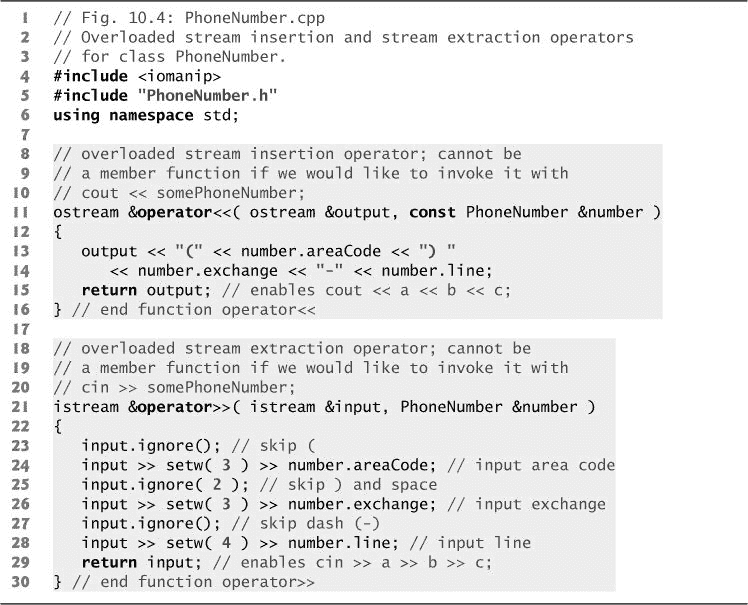 1 // Fig. 10.4: PhoneNumber.cpp
2 // Overloaded stream insertion and stream extraction operators
3 // for class PhoneNumber.
4 #include <iomanip>
5 #include "PhoneNumber.h"
6 using namespace std;
7
8 // overloaded stream insertion operator; cannot be
9 // a member function if we would like to invoke it with
10 // cout << somePhoneNumber;
11 ostream &operator<<( ostream &output, const PhoneNumber &number )
12 {
13    output << "(" << number.areaCode << ") "
14       << number.exchange << "-" << number.line;
15    return output; // enables cout << a << b << c;
16 } // end function operator<<
17
18 // overloaded stream extraction operator; cannot be
19 // a member function if we would like to invoke it with
20 // cin >> somePhoneNumber;
21 istream &operator>>( istream &input, PhoneNumber &number )
22 {
23    input.ignore(); // skip (
24    input >> setw( 3 ) >> number.areaCode; // input area code
25    input.ignore( 2 ); // skip ) and space
26    input >> setw( 3 ) >> number.exchange; // input exchange
27    input.ignore(); // skip dash (-)
28    input >> setw( 4 ) >> number.line; // input line
29    return input; // enables cin >> a >> b >> c;
30 } // end function operator>>